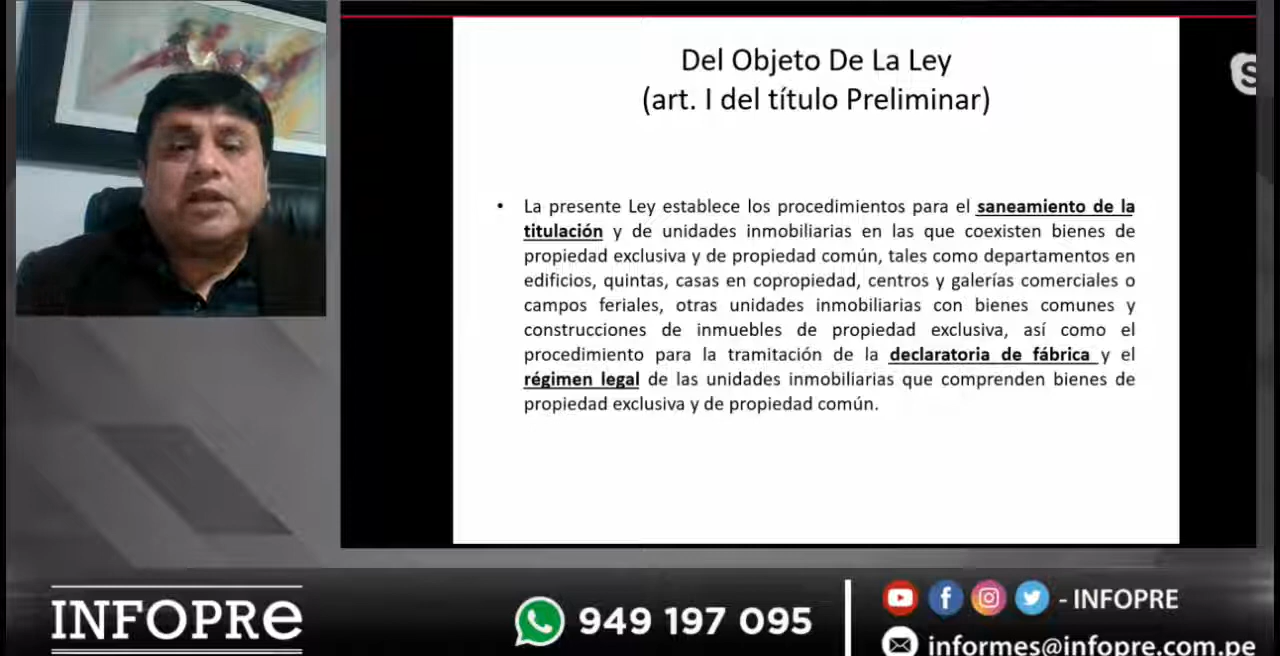 Del Objeto De La Ley
(art. I del título Preliminar)
• La presente Ley establece los procedimientos para el saneamiento de la
titulación y de unidades inmobiliarias en las que coexisten bienes de
propiedad exclusiva y de propiedad común, tales como departamentos en
edificios, quintas, casas en copropiedad, centros y galerías comerciales o
campos feriales, otras unidades inmobiliarias con bienes comunes y
construcciones de inmuebles de propiedad exclusiva, así como el
procedimiento para la tramitación de la declaratoria de fábrica y el
régimen legal de las unidades inmobiliarias que comprenden bienes de
propiedad exclusiva y de propiedad común.
S
INFOPRe
949 197 095
- INFOPRE
informes@infopre.com.pe